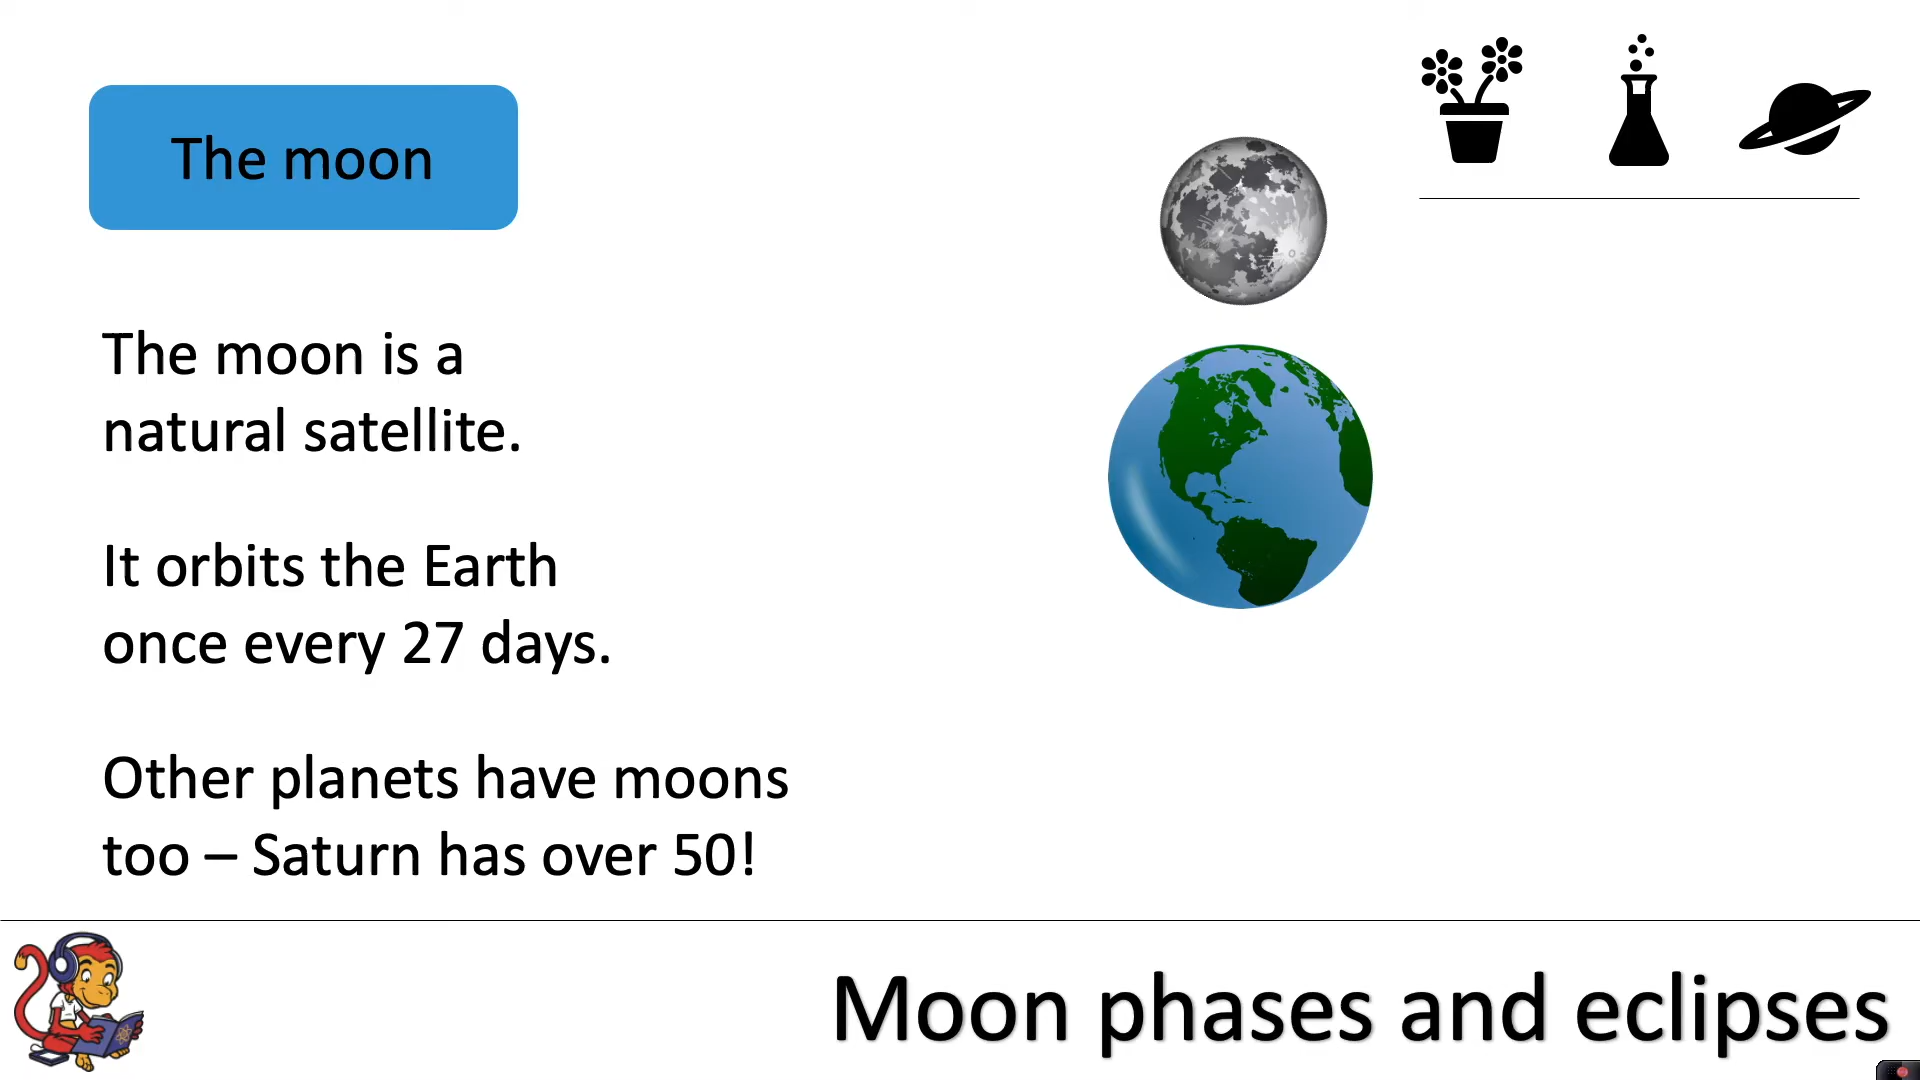 The moon
The moon is a
natural satellite.
It orbits the Earth
once every 27 days.
Other planets have moons
too – Saturn has over 50!
Moon phases and eclipses